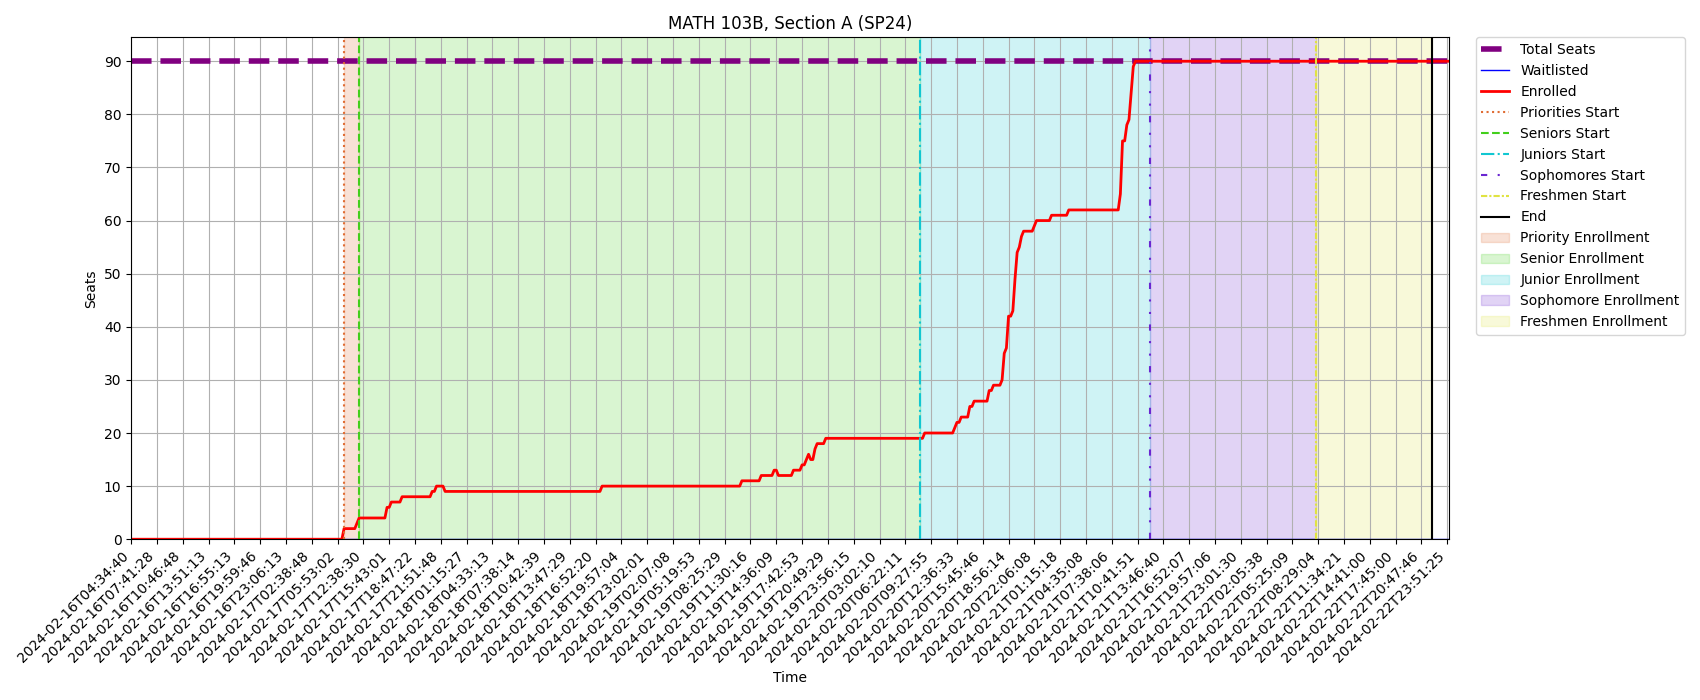 MATH 103B, Section A (SP24)
Total Seats
Waitlisted
Enrolled
Priorities Start
Seniors Start
Juniors Start
Sophomores Start
Freshmen Start
End
Priority Enrollment
Senior Enrollment
Junior Enrollment
Sophomore Enrollment
Freshmen Enrollment
Seats
90
80
70
60
50
40
30
20
10
0
2024-02-16T04:34:40
2024-02-16T07:41:28
2024-02-16T10:46:48
2024-02-16T13:51:13
2024-02-16T16:55:13
2024-02-16T19:59:46
2024-02-16T23:06:13
2024-02-17T02:38:48
2024-02-17T05:53:02
2024-02-17T12:38:30
2024-02-17T15:43:01
2024-02-17T18:47:22
2024-02-17T21:51:48
2024-02-18T01:15:27
2024-02-18T04:33:13
2024-02-18T07:38:14
2024-02-18T10:42:39
2024-02-18T13:47:29
2024-02-18T16:52:20
2024-02-18T19:57:04
2024-02-18T23:02:01
2024-02-19T02:07:08
2024-02-19T05:19:53
2024-02-19T08:25:29
2024-02-19T11:30:16
2024-02-19T14:36:09
2024-02-19T17:42:53
2024-02-19T20:49:29
2024-02-19T23:56:15
2024-02-20T03:02:10
2024-02-20T06:22:11
2024-02-20T09:27:55
2024-02-20T12:36:33
2024-02-20T15:45:46
2024-02-20T18:56:14
2024-02-20T22:06:08
2024-02-21T01:15:18
2024-02-21T04:35:08
2024-02-21T07:38:06
2024-02-21T10:41:51
2024-02-21T13:46:40
2024-02-21T16:52:07
2024-02-21T19:57:06
2024-02-21T23:01:30
2024-02-22T02:05:38
2024-02-22T05:25:09
2024-02-22T08:29:04
2024-02-22T11:34:21
2024-02-22T14:41:00
2024-02-22T17:45:00
2024-02-22T20:47:46
2024-02-22T23:51:25
Time